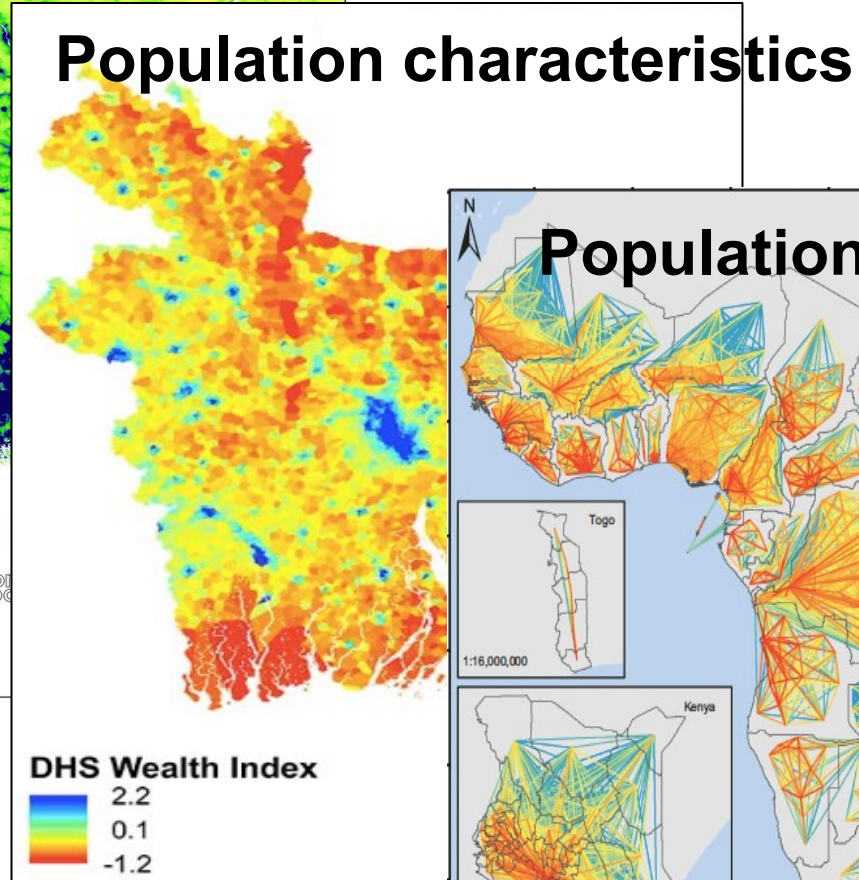 Population characteristics
N
Population
Togo
1:16,000,000
Kenya
DHS Wealth Index
2.2
0.1
-1.2